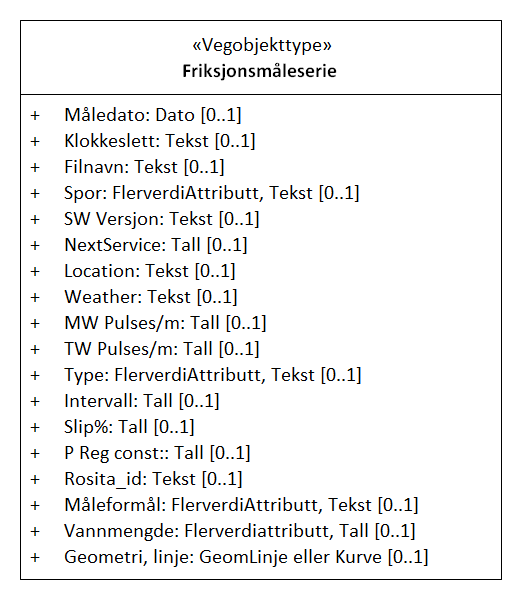 «Vegobjekttype»
Friksjonsmåleserie
+ Måledato: Dato [0..1]
+ Klokkeslett: Tekst [0..1]
+ Filnavn: Tekst [0..1]
+ Spor: FlerverdiAttributt, Tekst [0..1]
+ SW Versjon: Tekst [0..1]
+ NextService: Tall [0..1]
+ Location: Tekst [0..1]
+ Weather: Tekst [0..1]
+ MW Pulses/m: Tall [0..1]
+ TW Pulses/m: Tall [0..1]
+ Type: FlerverdiAttributt, Tekst [0..1]
+ Intervall: Tall [0..1]
+ Slip%: Tall [0..1]
+ P Reg const:: Tall [0..1]
+ Rosita_id: Tekst [0..1]
+ Måleformål: FlerverdiAttributt, Tekst [0..1]
+ Vannmengde: Flerverdiattributt, Tall [0..1]
+ Geometri, linje: GeomLinje eller Kurve [0..1]